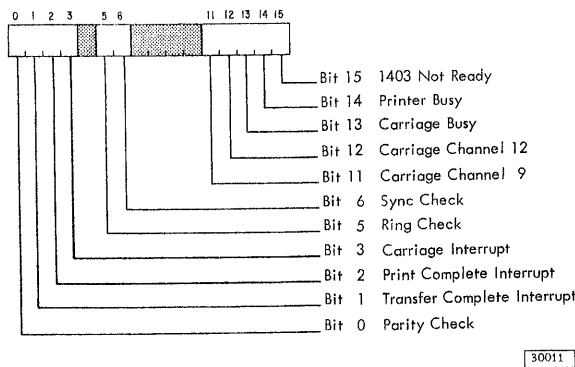 0 1 2 3 5 6 11 12 13 14 15
Bit 15 1403 Not Ready
Bit 14 Printer Busy
Bit 13 Carriage Busy
Bit 12 Carriage Channel 12
Bit 11 Carriage Channel 9
Bit 6 Sync Check
Bit 5 Ring Check
Bit 3 Carriage Interrupt
Bit 2 Print Complete Interrupt
Bit 1 Transfer Complete Interrupt
Bit 0 Parity Check
30011